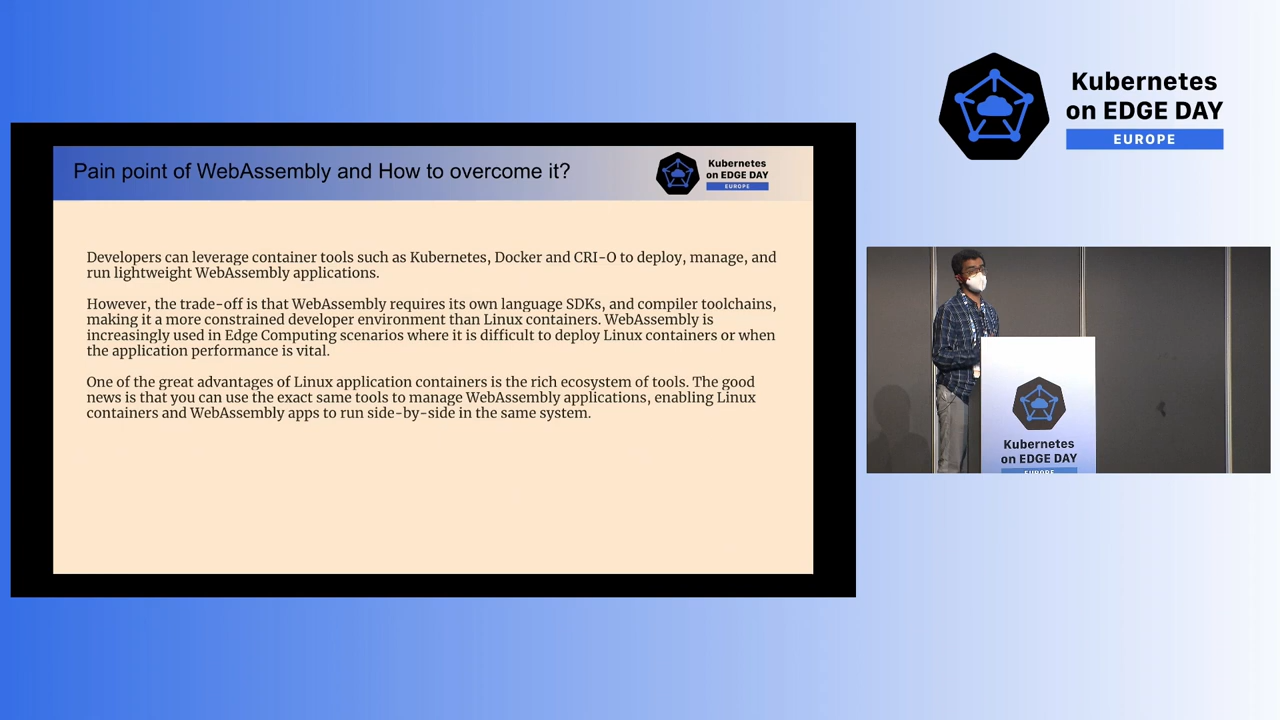 Kubernetes
on EDGE DAY
EUROPE
Pain point of WebAssembly and How to overcome it?
Kubernetes
on EDGE DAY
EUROPE
Developers can leverage container tools such as Kubernetes, Docker and CRI-O to deploy, manage, and
run lightweight WebAssembly applications.
However, the trade-off is that WebAssembly requires its own language SDKs, and compiler toolchains,
making it a more constrained developer environment than Linux containers. WebAssembly is
increasingly used in Edge Computing scenarios where it is difficult to deploy Linux containers or when
the application performance is vital.
One of the great advantages of Linux application containers is the rich ecosystem of tools. The good
news is that you can use the exact same tools to manage WebAssembly applications, enabling Linux
containers and WebAssembly apps to run side-by-side in the same system.
Kubernetes
on EDGE DAY
EUROPE